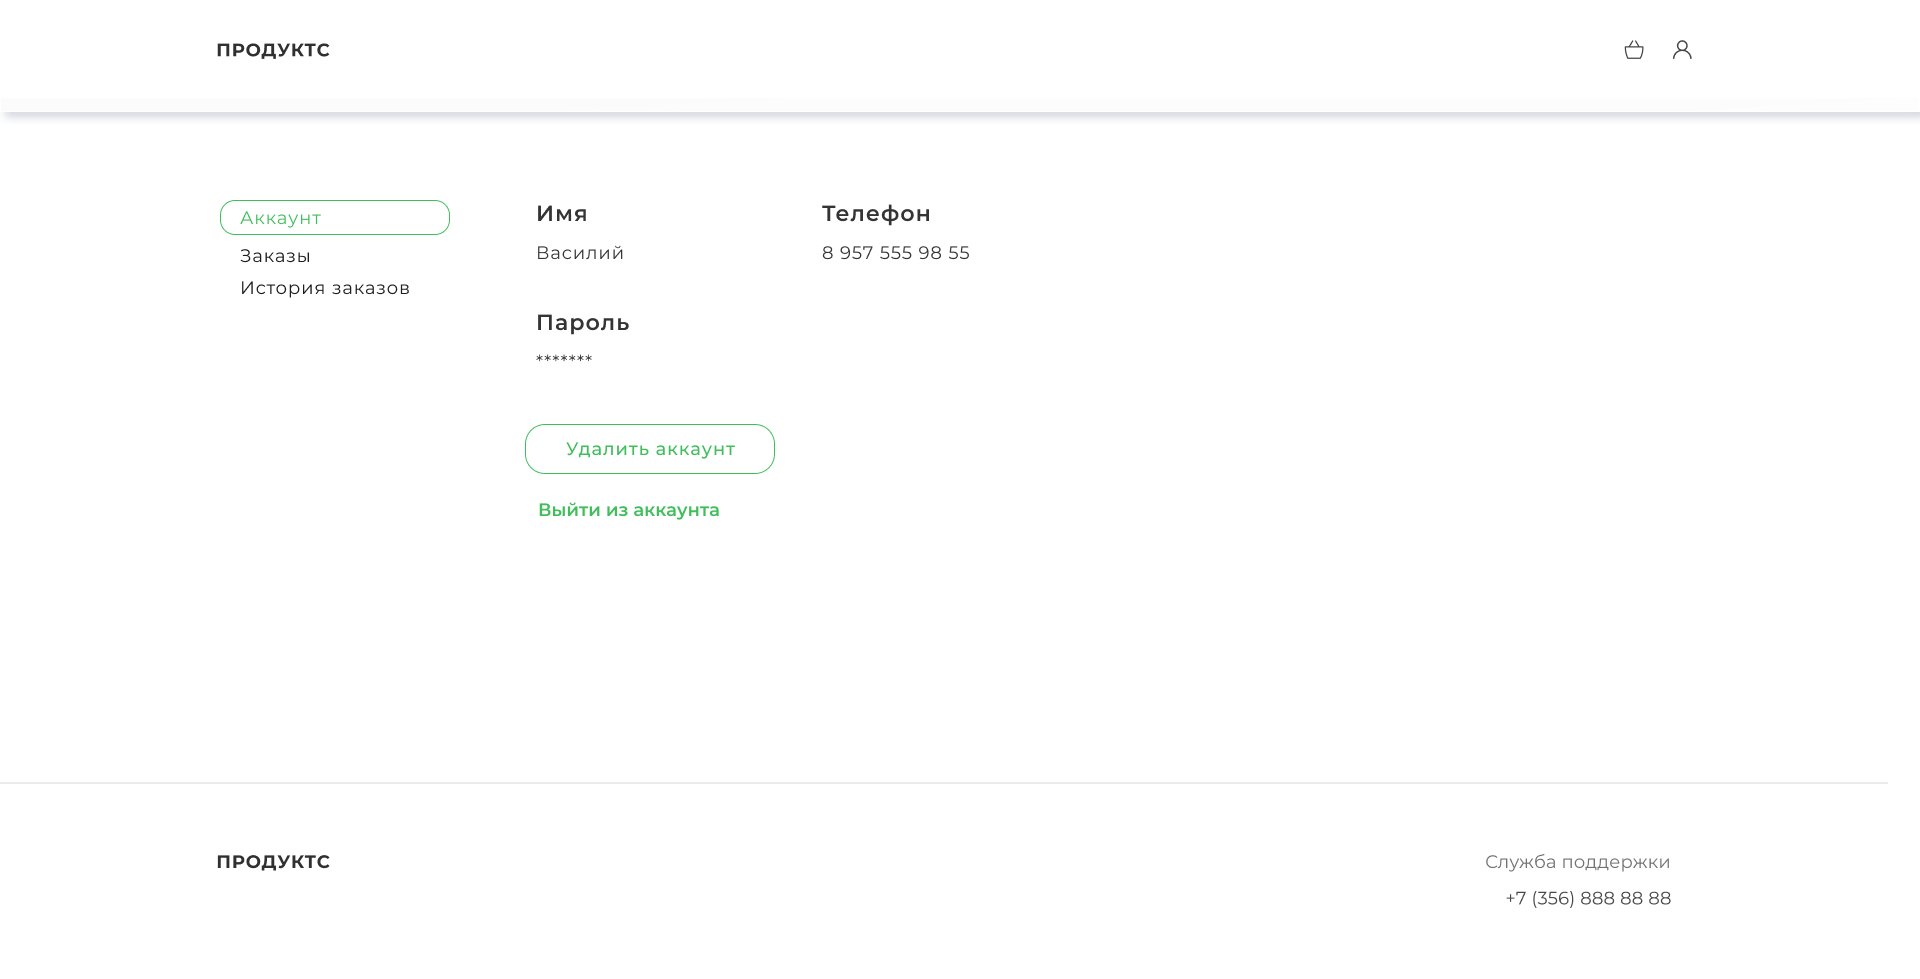 ПРОДУКТС
Аккаунт
Заказы
История заказов
Имя
Василий
Телефон
8 957 555 98 55
Пароль
*******
Удалить аккаунт
Выйти из аккаунта
ПРОДУКТС
Служба поддержки
+7 (356) 888 88 88